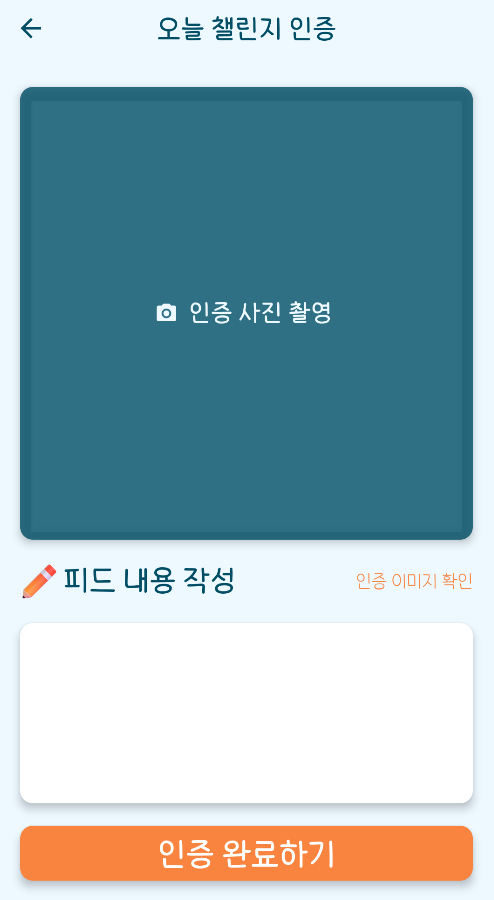 오늘 챌린지 인증
인증 사진 촬영
피드 내용 작성
인증 이미지 확인
인증 완료하기